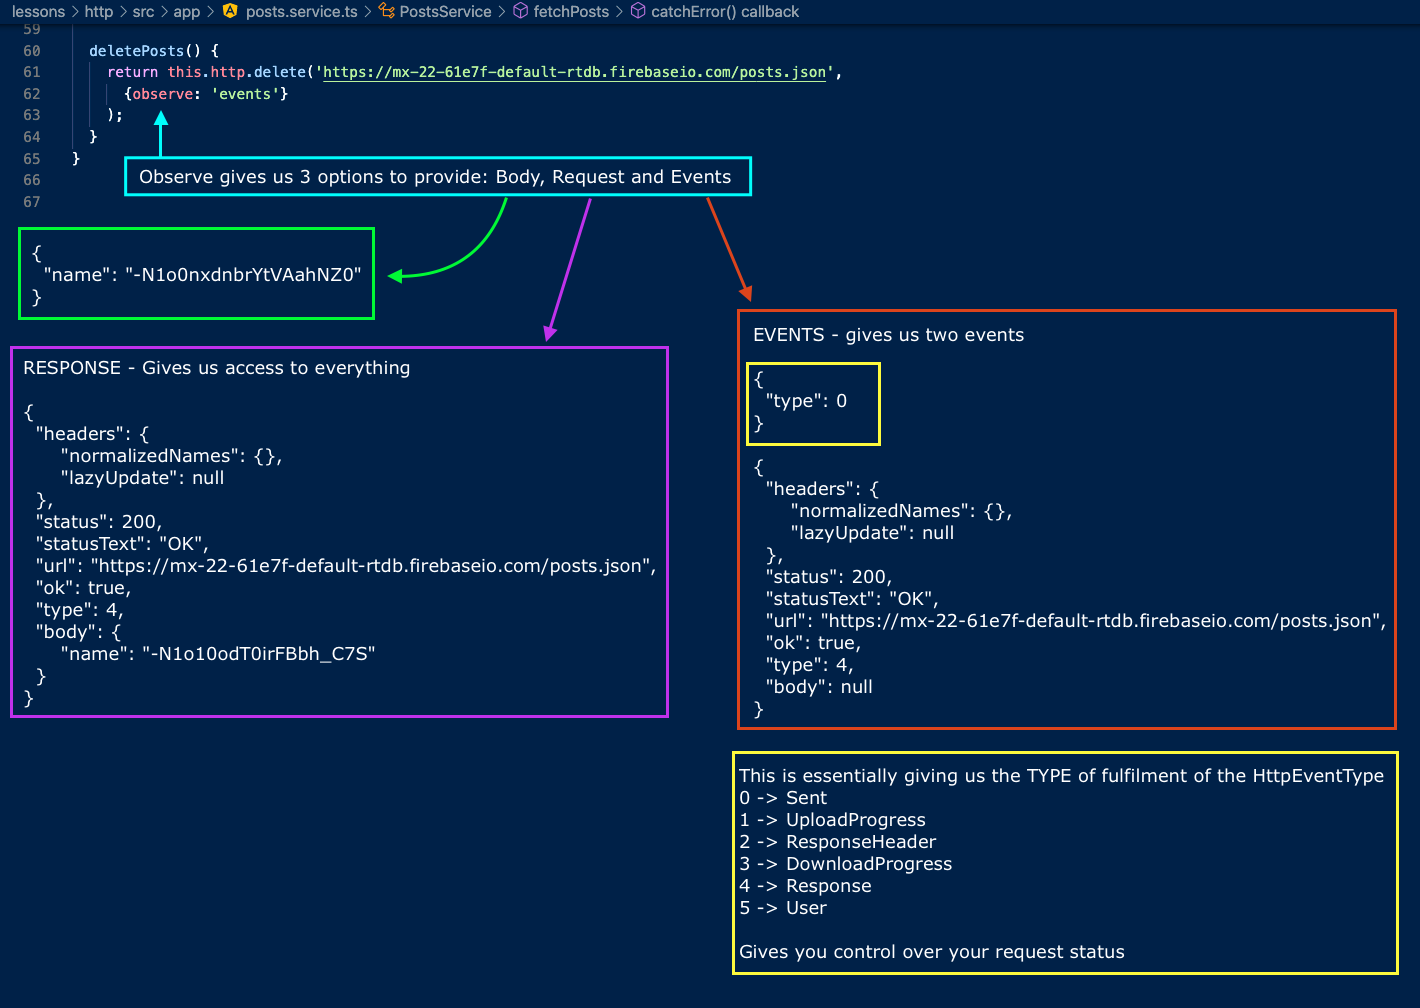 lessons > http > src > app > posts.service.ts > PostsService > fetchPosts > catchError() callback
59
60 deletePosts() {
61 return this.http.delete('https://mx-22-61e7f-default-rtdb.firebaseio.com/posts.json',
62 {observe: 'events'}
63 );
64 }
65 }
66
67
Observe gives us 3 options to provide: Body, Request and Events
{
"name": "-N1o0nxdnbrYtVAahNZ0"
}
RESPONSE - Gives us access to everything
{
"headers": {
"normalizedNames": {},
"lazyUpdate": null
},
"status": 200,
"statusText": "OK",
"url": "https://mx-22-61e7f-default-rtdb.firebaseio.com/posts.json",
"ok": true,
"type": 4,
"body": {
"name": "-N1o10odT0irFBbh_C7S"
}
}
EVENTS - gives us two events
{
"type": 0
}
{
"headers": {
"normalizedNames": {},
"lazyUpdate": null
},
"status": 200,
"statusText": "OK",
"url": "https://mx-22-61e7f-default-rtdb.firebaseio.com/posts.json",
"ok": true,
"type": 4,
"body": null
}
This is essentially giving us the TYPE of fulfilment of the HttpEventType
0 -> Sent
1 -> UploadProgress
2 -> ResponseHeader
3 -> DownloadProgress
4 -> Response
5 -> User
Gives you control over your request status